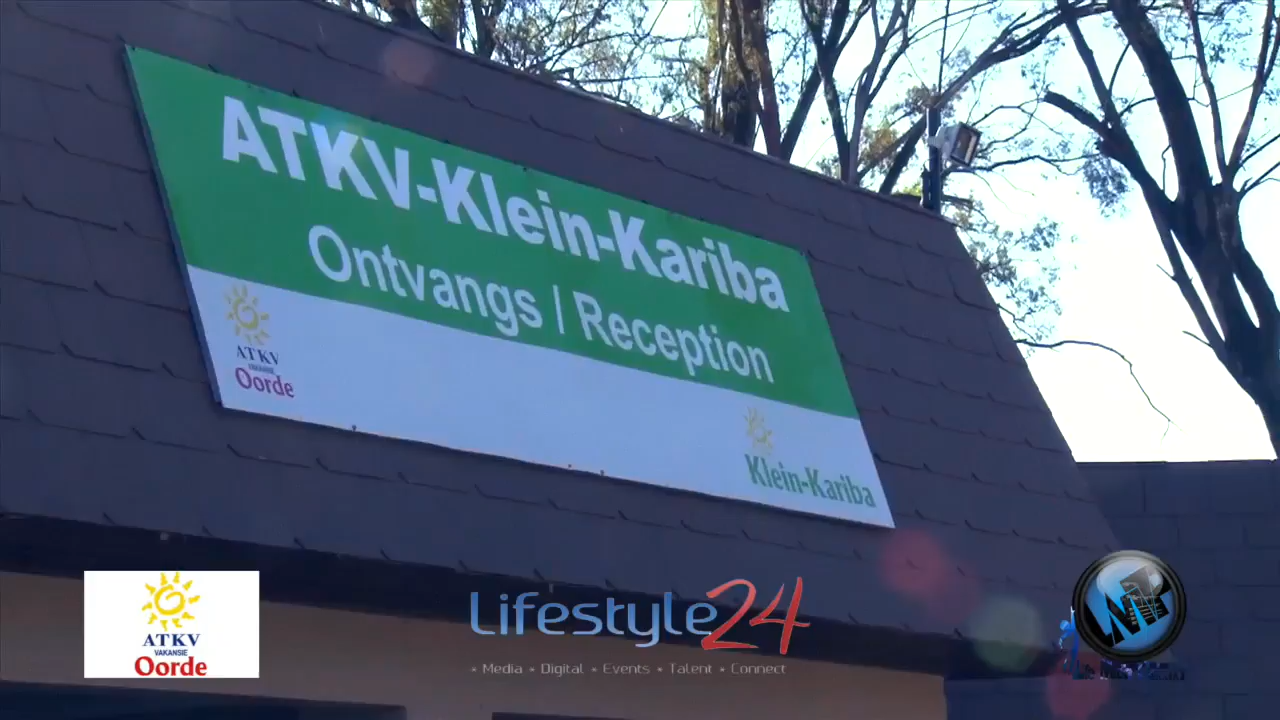 ATKV-Klein-Kariba
Ontvangs / Reception
ATKV
VAKANSIE
Oorde
Klein-Kariba
ATKV
VAKANSIE
Oorde
Lifestyle24
Media Digital Events Talent Connect